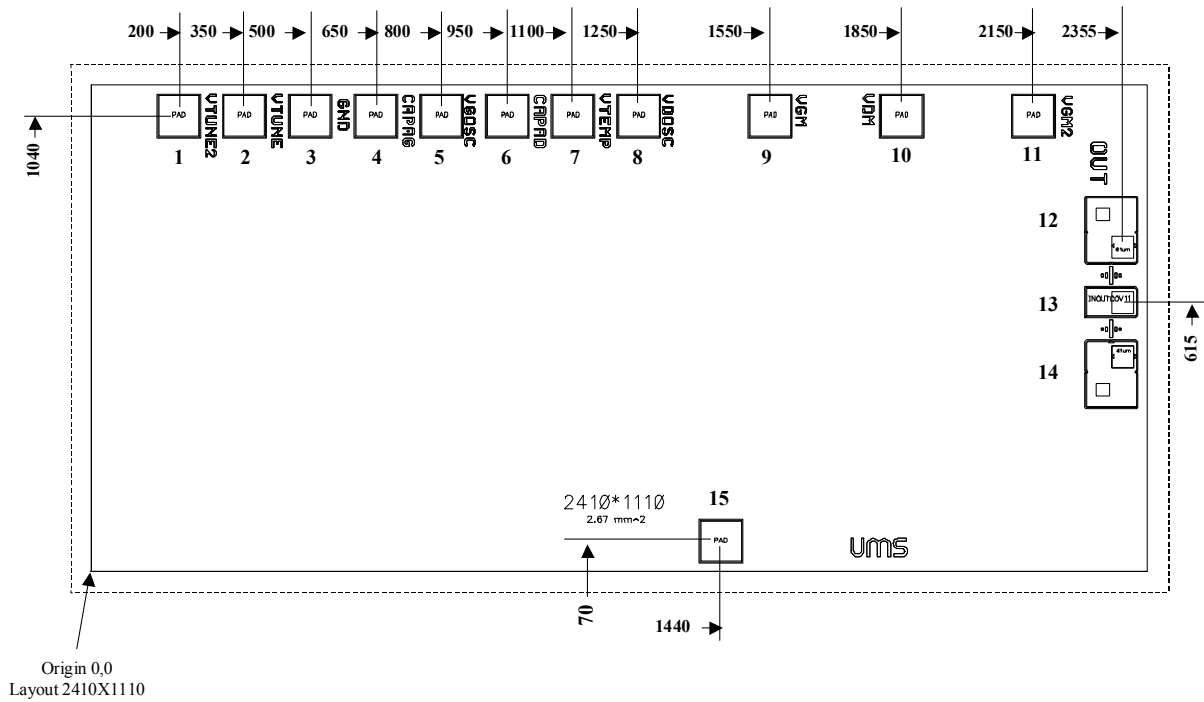 200 350 500 650 800 950 1100 1250 1550 1850 2150 2355
1040
PAD VTUNE2 PAD VTUNE PAD GND PAD CAPAG PAD VGOSC PAD CAPAD PAD VTEMP PAD VDOSC PAD VGM PAD VDM PAD VGM2
1 2 3 4 5 6 7 8 9 10 11
OUT
12
13
615
14
2410*1110
2.67 mm^2
15
PAD
UMS
70
1440
Origin 0,0
Layout 2410X1110